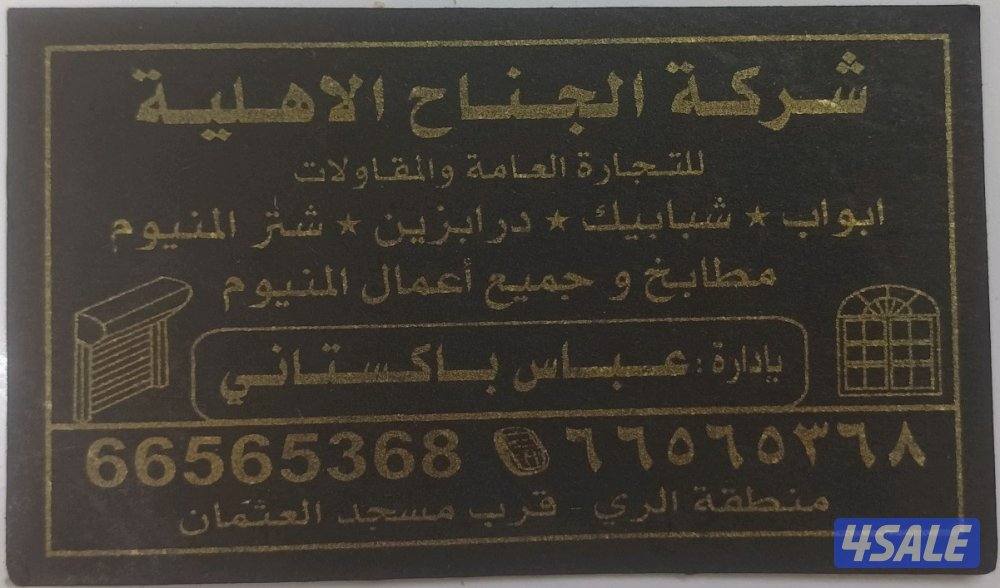 شركة الجناح الاهلية
للتجارة العامة والمقاولات
ابواب ★ شبابيك ★ درابزين ★ شتر المنيوم
مطابخ و جميع أعمال المنيوم
بإدارة : عباس باكستاني
٦٦٥٦٥٣٦٨ 66565368
منطقة الري - قرب مسجد العثمان
4SALE